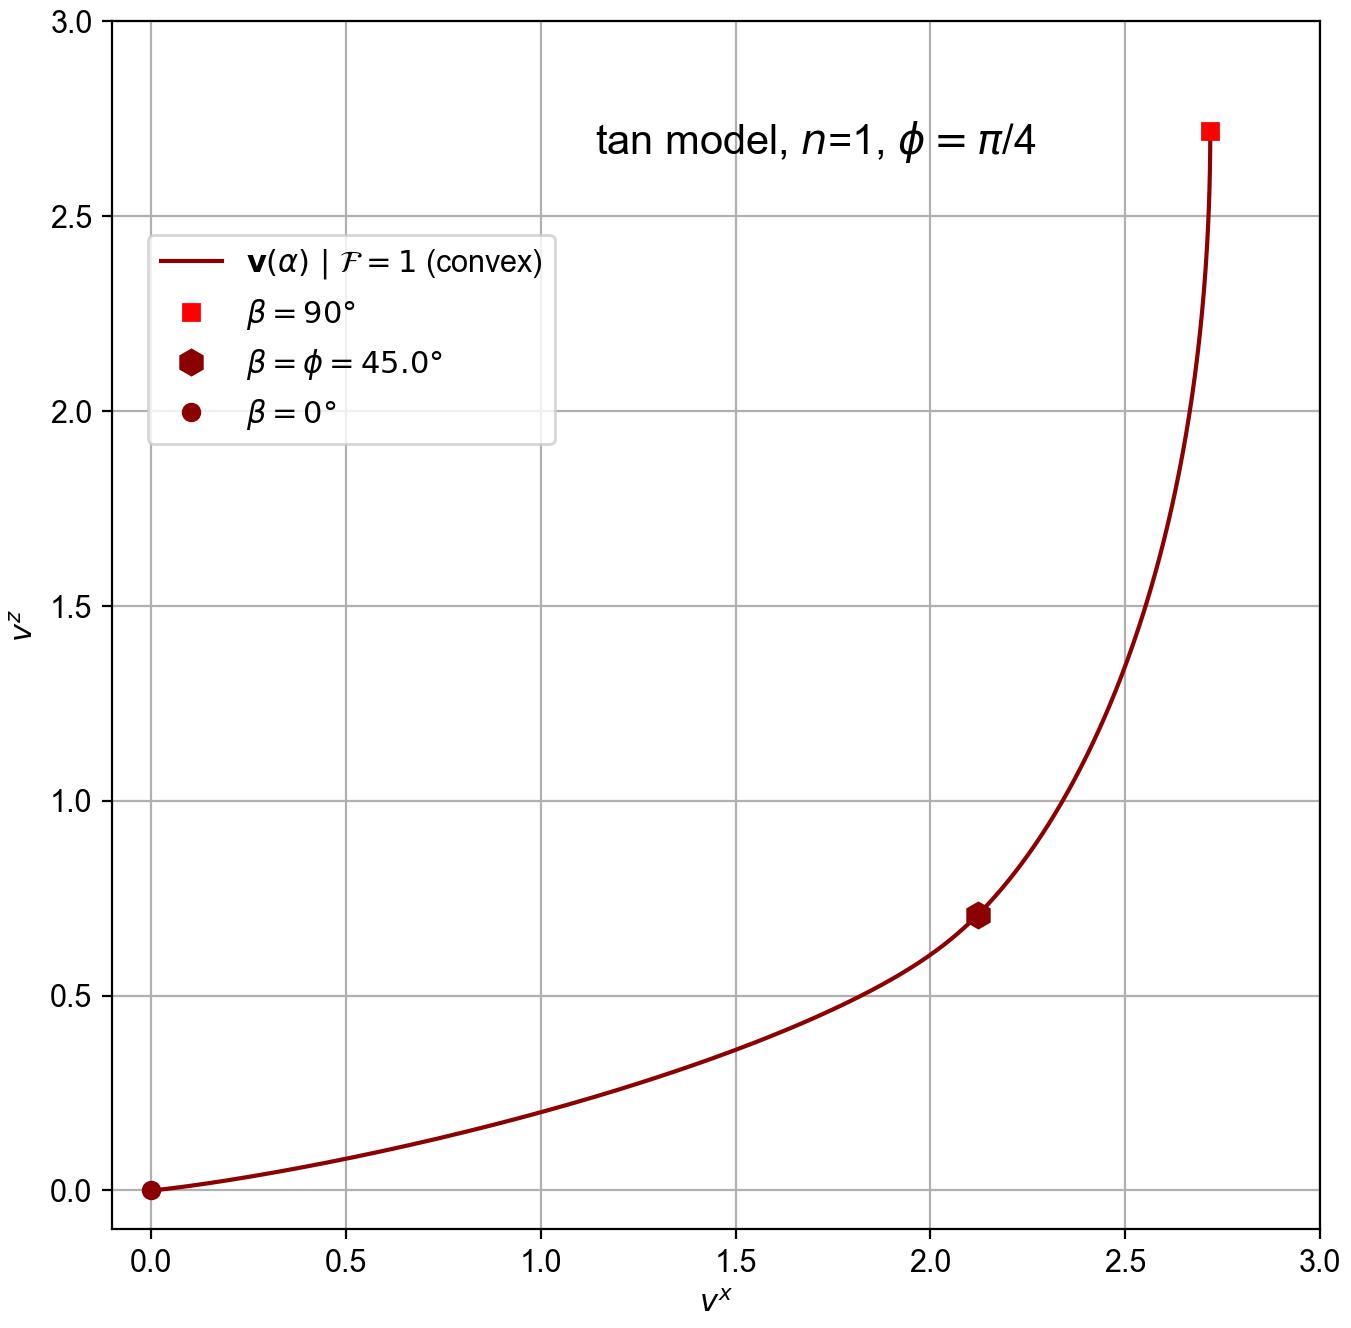 3.0
tan model, n=1, ϕ = π/4
2.5
v(α) | ℱ = 1 (convex)
β = 90°
β = ϕ = 45.0°
β = 0°
2.0
1.5
v^z
1.0
0.5
0.0
0.0 0.5 1.0 1.5 2.0 2.5 3.0
v^x